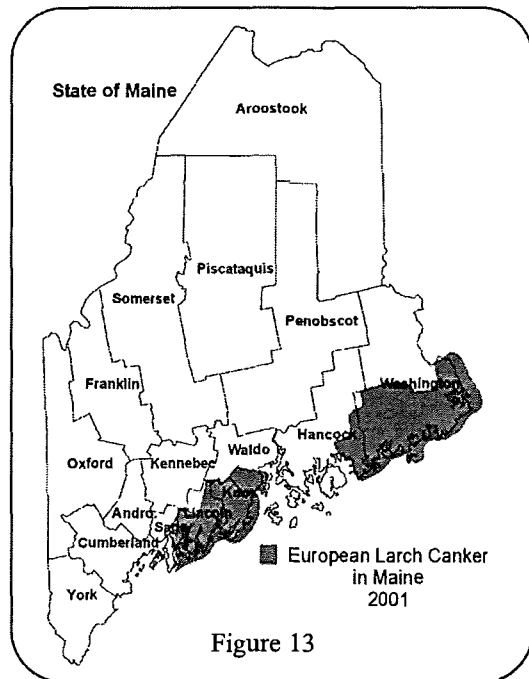 State of Maine
Aroostook
Piscataquis
Somerset
Penobscot
Franklin
Washington
Hancock
Waldo
Kennebec
Oxford
Knox
Andro.
Lincoln
Saga.
Cumberland
York
European Larch Canker
in Maine
2001
Figure 13